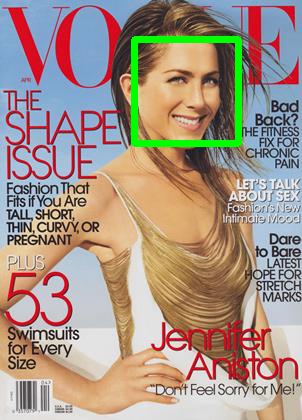 VOGUE
APR
THE
SHAPE
ISSUE
Fashion That
Fits if You Are
TALL, SHORT,
THIN, CURVY, OR
PREGNANT
PLUS
53
Swimsuits
for Every
Size
Bad
Back?
THE FITNESS
FIX FOR
CHRONIC
PAIN
LET'S TALK
ABOUT SEX
Fashion's New
Intimate Mood
Dare
to Bare
LATEST
HOPE FOR
STRETCH
MARKS
Jennifer
Aniston
"Don't Feel Sorry for Me!"